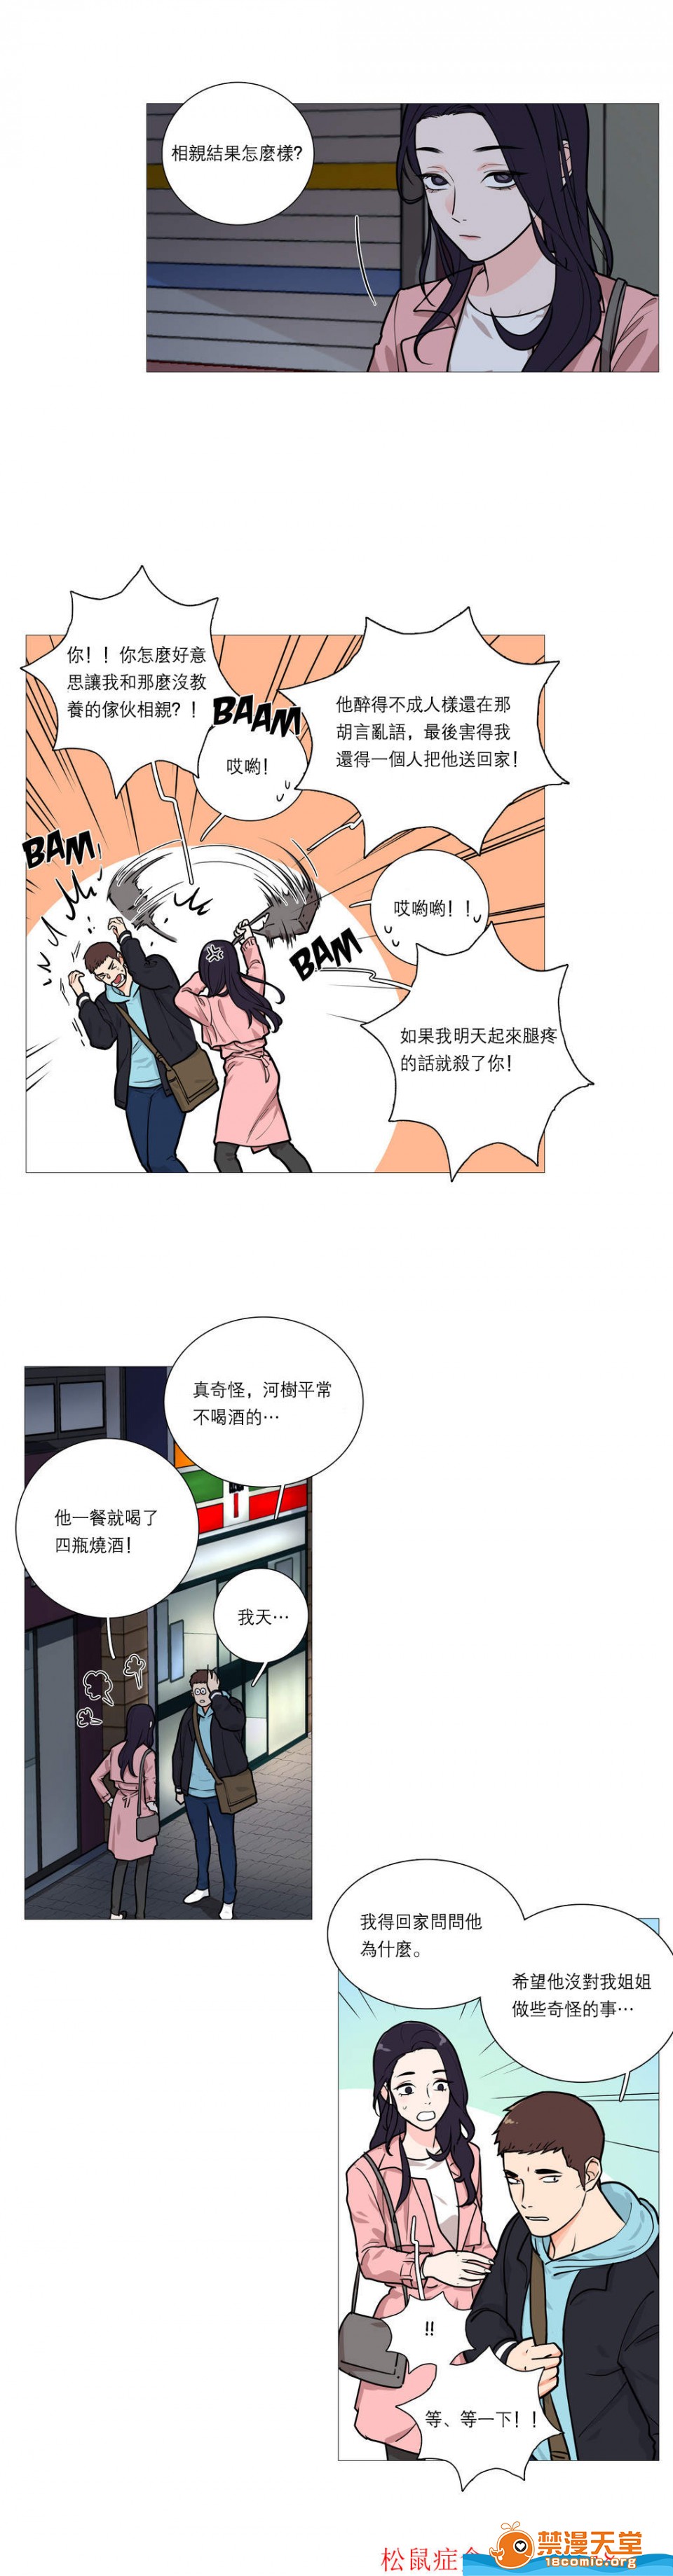 相親結果怎麼樣?
你!!你怎麼好意
思讓我和那麼沒教
養的傢伙相親?!
BAAM
哎喲!
他醉得不成人樣還在那
胡言亂語,最後害得我
還得一個人把他送回家!
BAM
哎喲喲!!
BAM
如果我明天起來腿疼
的話就殺了你!
真奇怪,河樹平常
不喝酒的…
他一餐就喝了
四瓶燒酒!
我天…
我得回家問問他
為什麼。
希望他沒對我姐姐
做些奇怪的事…
!!
等、等一下!!
松鼠症
禁漫天堂
18comic.org